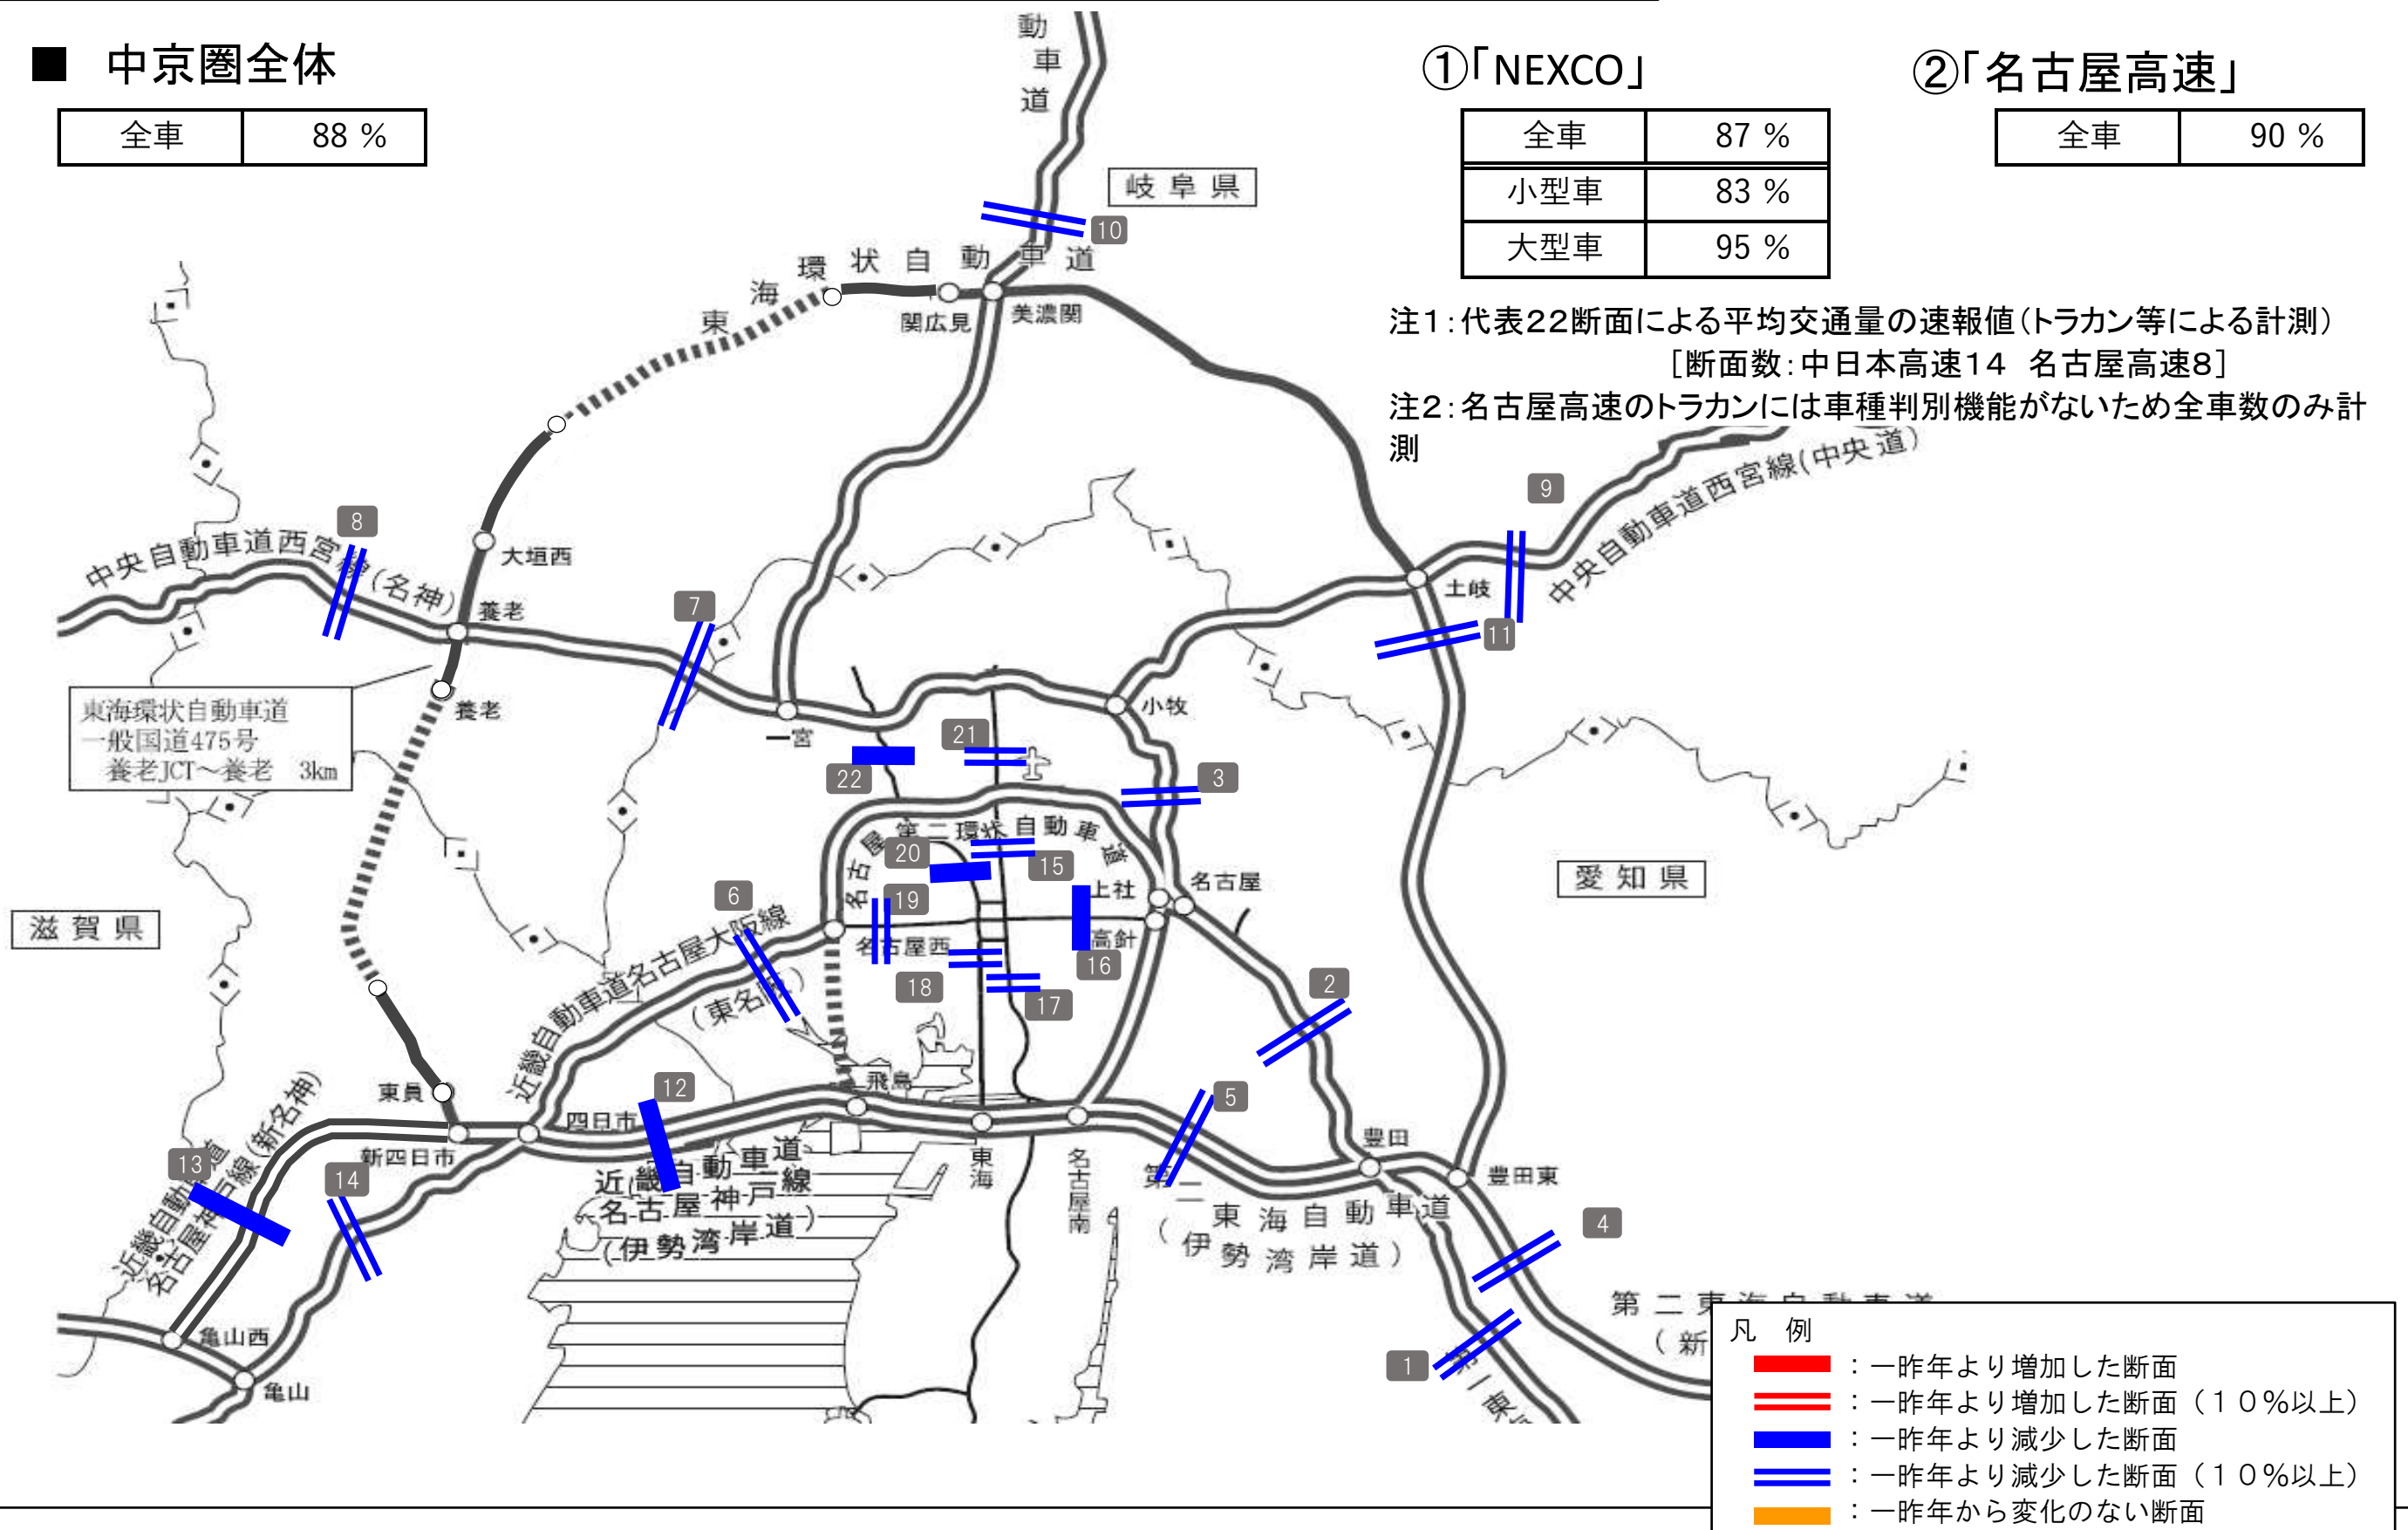 ■ 中京圏全体
全車 88 %
①「NEXCO」
全車 87 %
小型車 83 %
大型車 95 %
②「名古屋高速」
全車 90 %
注1:代表22断面による平均交通量の速報値(トラカン等による計測)
[断面数:中日本高速14 名古屋高速8]
注2:名古屋高速のトラカンには車種判別機能がないため全車数のみ計
測
動車道
岐阜県
10
東海環状自動車道
関広見
美濃関
中央自動車道西宮線(中央道)
9
8
中央自動車道西宮線(名神)
大垣西
養老
7
土岐
11
養老
東海環状自動車道
一般国道475号
養老JCT～養老 3km
一宮
小牧
21
22
3
名古屋第二環状自動車道
20
15
上社
名古屋
愛知県
滋賀県
6
19
名古屋西
高針
16
近畿自動車道名古屋大阪線
(東名阪)
18
17
2
東員
12
飛島
5
四日市
新四日市
近畿自動車道
名古屋神戸線(新名神)
13
14
近畿自動車道
名古屋神戸線
(伊勢湾岸道)
東海
名古屋南
豊田
豊田東
第二東海自動車道
(伊勢湾岸道)
4
亀山西
亀山
1
第二東海自動車道
(新
第一東
凡 例
:一昨年より増加した断面
:一昨年より増加した断面(10%以上)
:一昨年より減少した断面
:一昨年より減少した断面(10%以上)
:一昨年から変化のない断面